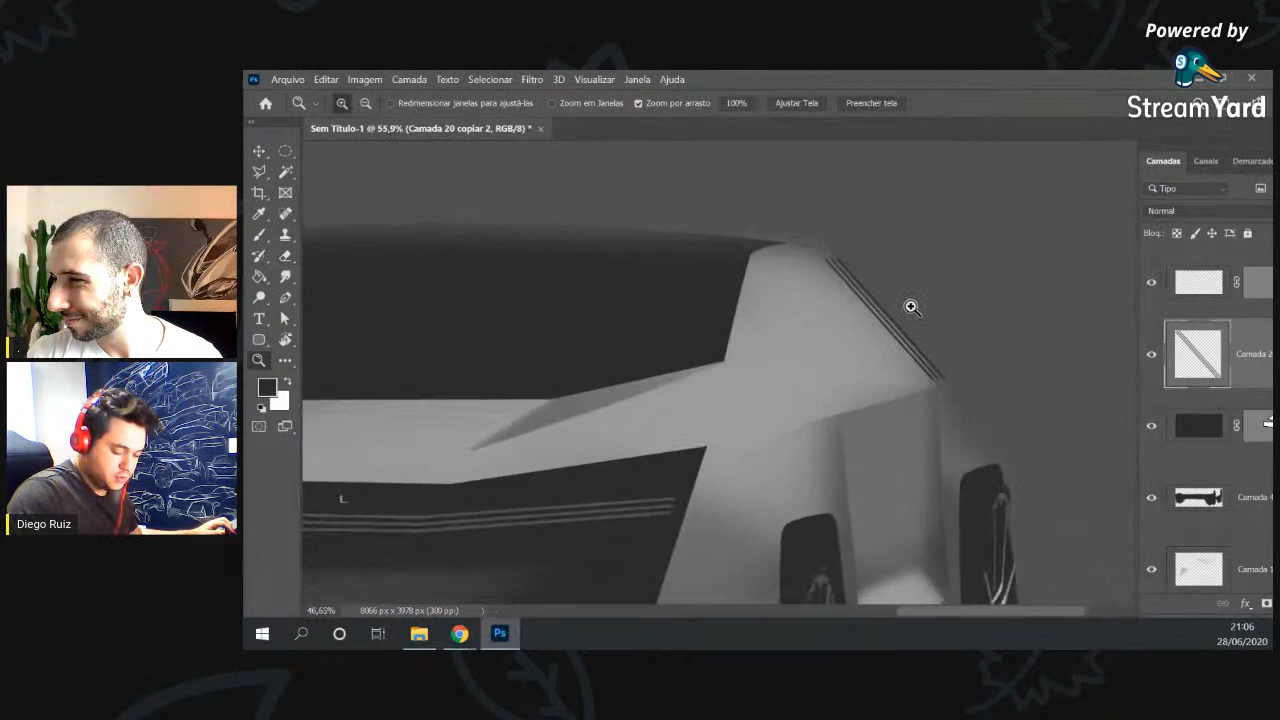 Powered by
StreamYard
Arquivo Editar Imagem Camada Texto Selecionar Filtro 3D Visualizar Janela Ajuda
Redimensionar janelas para ajustá-las Zoom em Janelas Zoom por arrasto 100% Ajustar Tela Preencher tela
Sem Título-1 @ 55,9% (Camada 20 copiar 2, RGB/8) *
Camadas Canais Demarcado
Tipo
Normal
Bloq.:
Camada 2
L
Camada 4
Camada 1
Diego Ruiz
46,65% 8066 px x 3978 px (300 ppi)
fx
Ps
21:06
28/06/2020